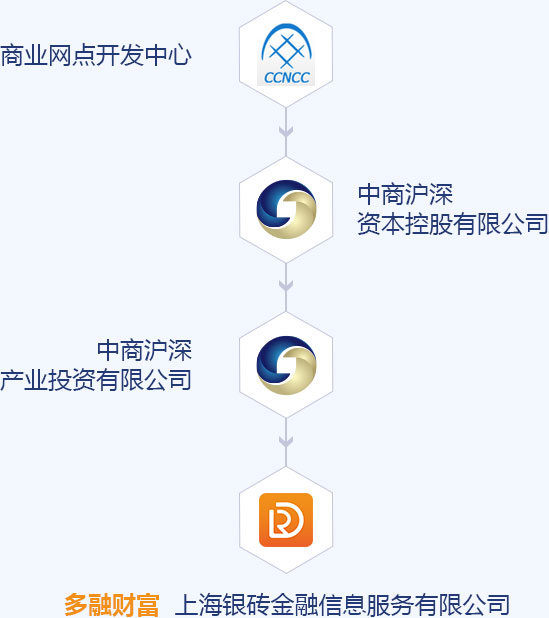 商业网点开发中心
CCNCC
中商沪深
资本控股有限公司
中商沪深
产业投资有限公司
多融财富 上海银砖金融信息服务有限公司